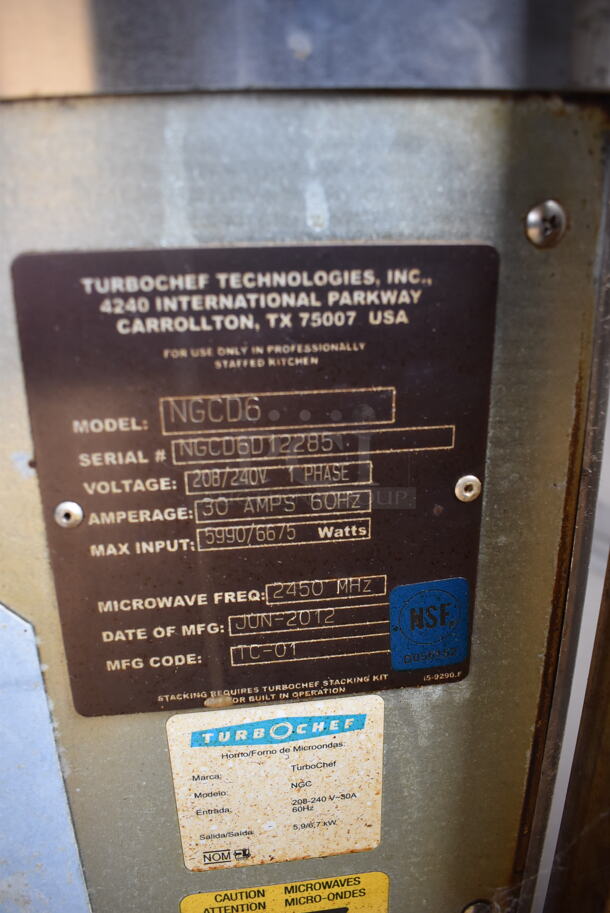 TURBOCHEF TECHNOLOGIES, INC.,
4240 INTERNATIONAL PARKWAY
CARROLLTON, TX 75007 USA
FOR USE ONLY IN PROFESSIONALLY
STAFFED KITCHEN
MODEL: NGCD6
SERIAL # NGCD6D12285
VOLTAGE: 208/240V 1 PHASE
AMPERAGE: 30 AMPS 60Hz
MAX INPUT: 5990/6675 Watts
MICROWAVE FREQ: 2450 MHz
DATE OF MFG: JUN-2012
MFG CODE: TC-01
NSF
STACKING REQUIRES TURBOCHEF STACKING KIT
OR BUILT IN OPERATION
i5-9290.F
TURBOCHEF
Horno/Forno de Microondas:
Marca: TurboChef
Modelo: NGC
Entrada: 208-240 V~30A
60Hz
Salida/Saída: 5,9/6,7 kW
NOM
CAUTION MICROWAVES
ATTENTION MICRO-ONDES